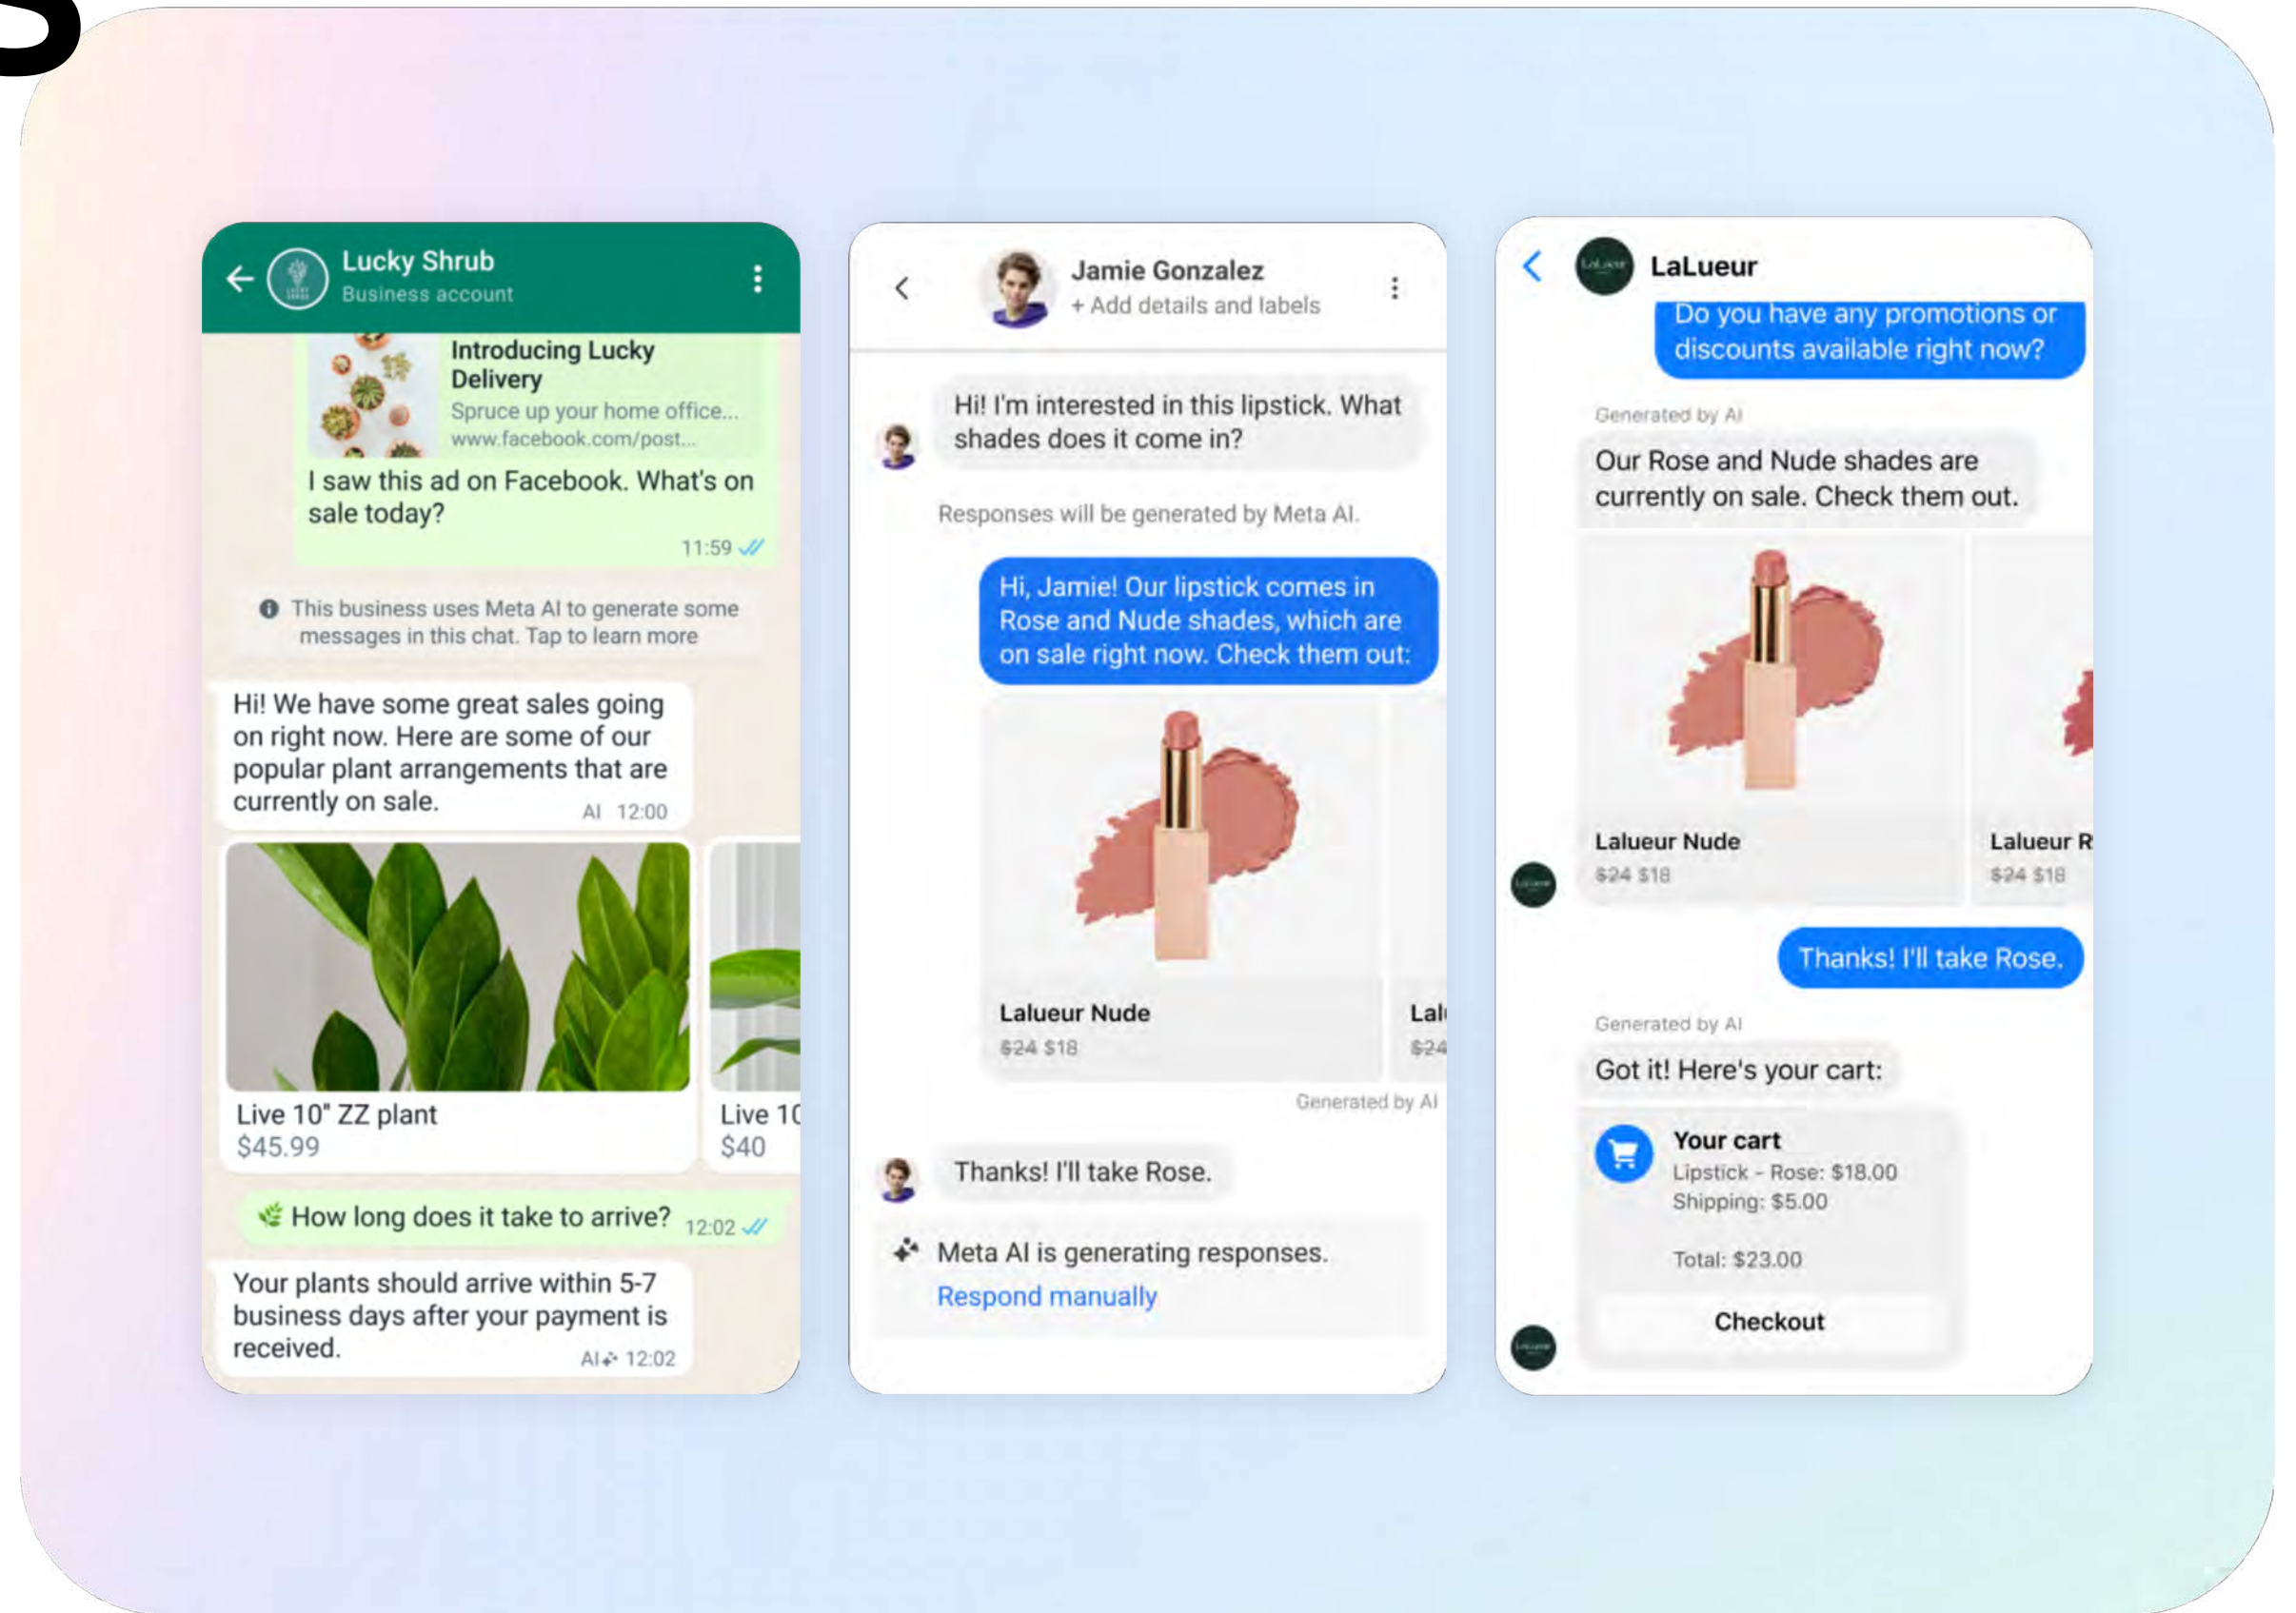 S
Lucky Shrub
Business account
Introducing Lucky
Delivery
Spruce up your home office...
www.facebook.com/post...
I saw this ad on Facebook. What's on
sale today?
11:59
This business uses Meta AI to generate some
messages in this chat. Tap to learn more
Hi! We have some great sales going
on right now. Here are some of our
popular plant arrangements that are
currently on sale.
AI 12:00
Live 10" ZZ plant
$45.99
Live 10
$40
How long does it take to arrive?
12:02
Your plants should arrive within 5-7
business days after your payment is
received.
AI 12:02
Jamie Gonzalez
+ Add details and labels
Hi! I'm interested in this lipstick. What
shades does it come in?
Responses will be generated by Meta AI.
Hi, Jamie! Our lipstick comes in
Rose and Nude shades, which are
on sale right now. Check them out:
Lalueur Nude
$24 $18
Lal
$24
Generated by AI
Thanks! I'll take Rose.
Meta AI is generating responses.
Respond manually
LaLueur
Do you have any promotions or
discounts available right now?
Generated by AI
Our Rose and Nude shades are
currently on sale. Check them out.
Lalueur Nude
$24 $18
Lalueur R
$24 $18
Thanks! I'll take Rose.
Generated by AI
Got it! Here's your cart:
Your cart
Lipstick - Rose: $18.00
Shipping: $5.00
Total: $23.00
Checkout